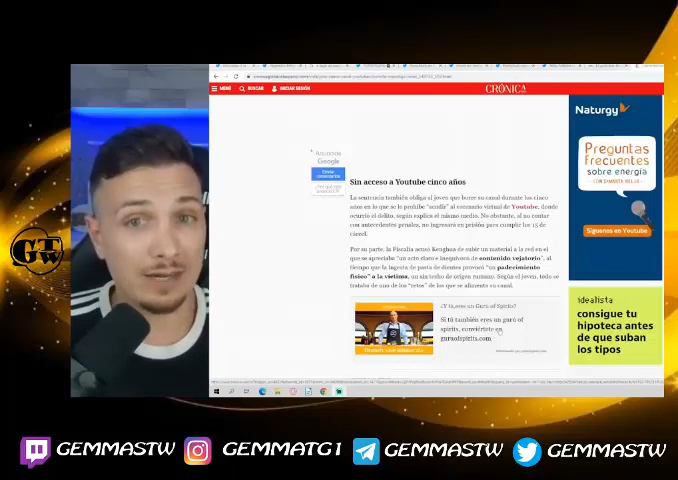 MENÚ BUSCAR INICIAR SESIÓN CRÓNICA
Anuncios
Google
Enviar
comentarios
Sin acceso a Youtube cinco años
La sentencia también obliga al joven que borre su canal durante los cinco
años en lo que se le prohíbe "acudir" al escenario virtual de Youtube, donde
ocurrió el delito, según explica el mismo medio. No obstante, al no contar
con antecedentes penales, no ingresará en prisión para cumplir los 15 de
cárcel.
Por su parte, la Fiscalía acusó Kenghua de subir un material a la red en el
que se apreciaba "un acto claro e inequívoco de contenido vejatorio", al
tiempo que la ingesta de pasta de dientes provocó "un padecimiento
físico" a la víctima, un sin techo de origen rumano. Según el joven, todo se
trataba de uno de los "retos" de los que se alimenta su canal.
¿Y tú, eres un Guru of Spirits?
Si tú también eres un guru of
spirits, conviértete en
guruofspirits.com
Naturgy
Preguntas
frecuentes
sobre energía
Síguenos en Youtube
idealista
consigue tu
hipoteca antes
de que suban
los tipos
GTW
GEMMASTW GEMMATG1 GEMMASTW GEMMASTW